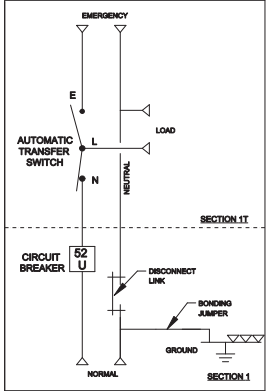 EMERGENCY
E
LOAD
AUTOMATIC
TRANSFER
SWITCH
L
N
NEUTRAL
SECTION 1T
CIRCUIT
BREAKER
52
U
DISCONNECT
LINK
BONDING
JUMPER
GROUND
NORMAL
SECTION 1